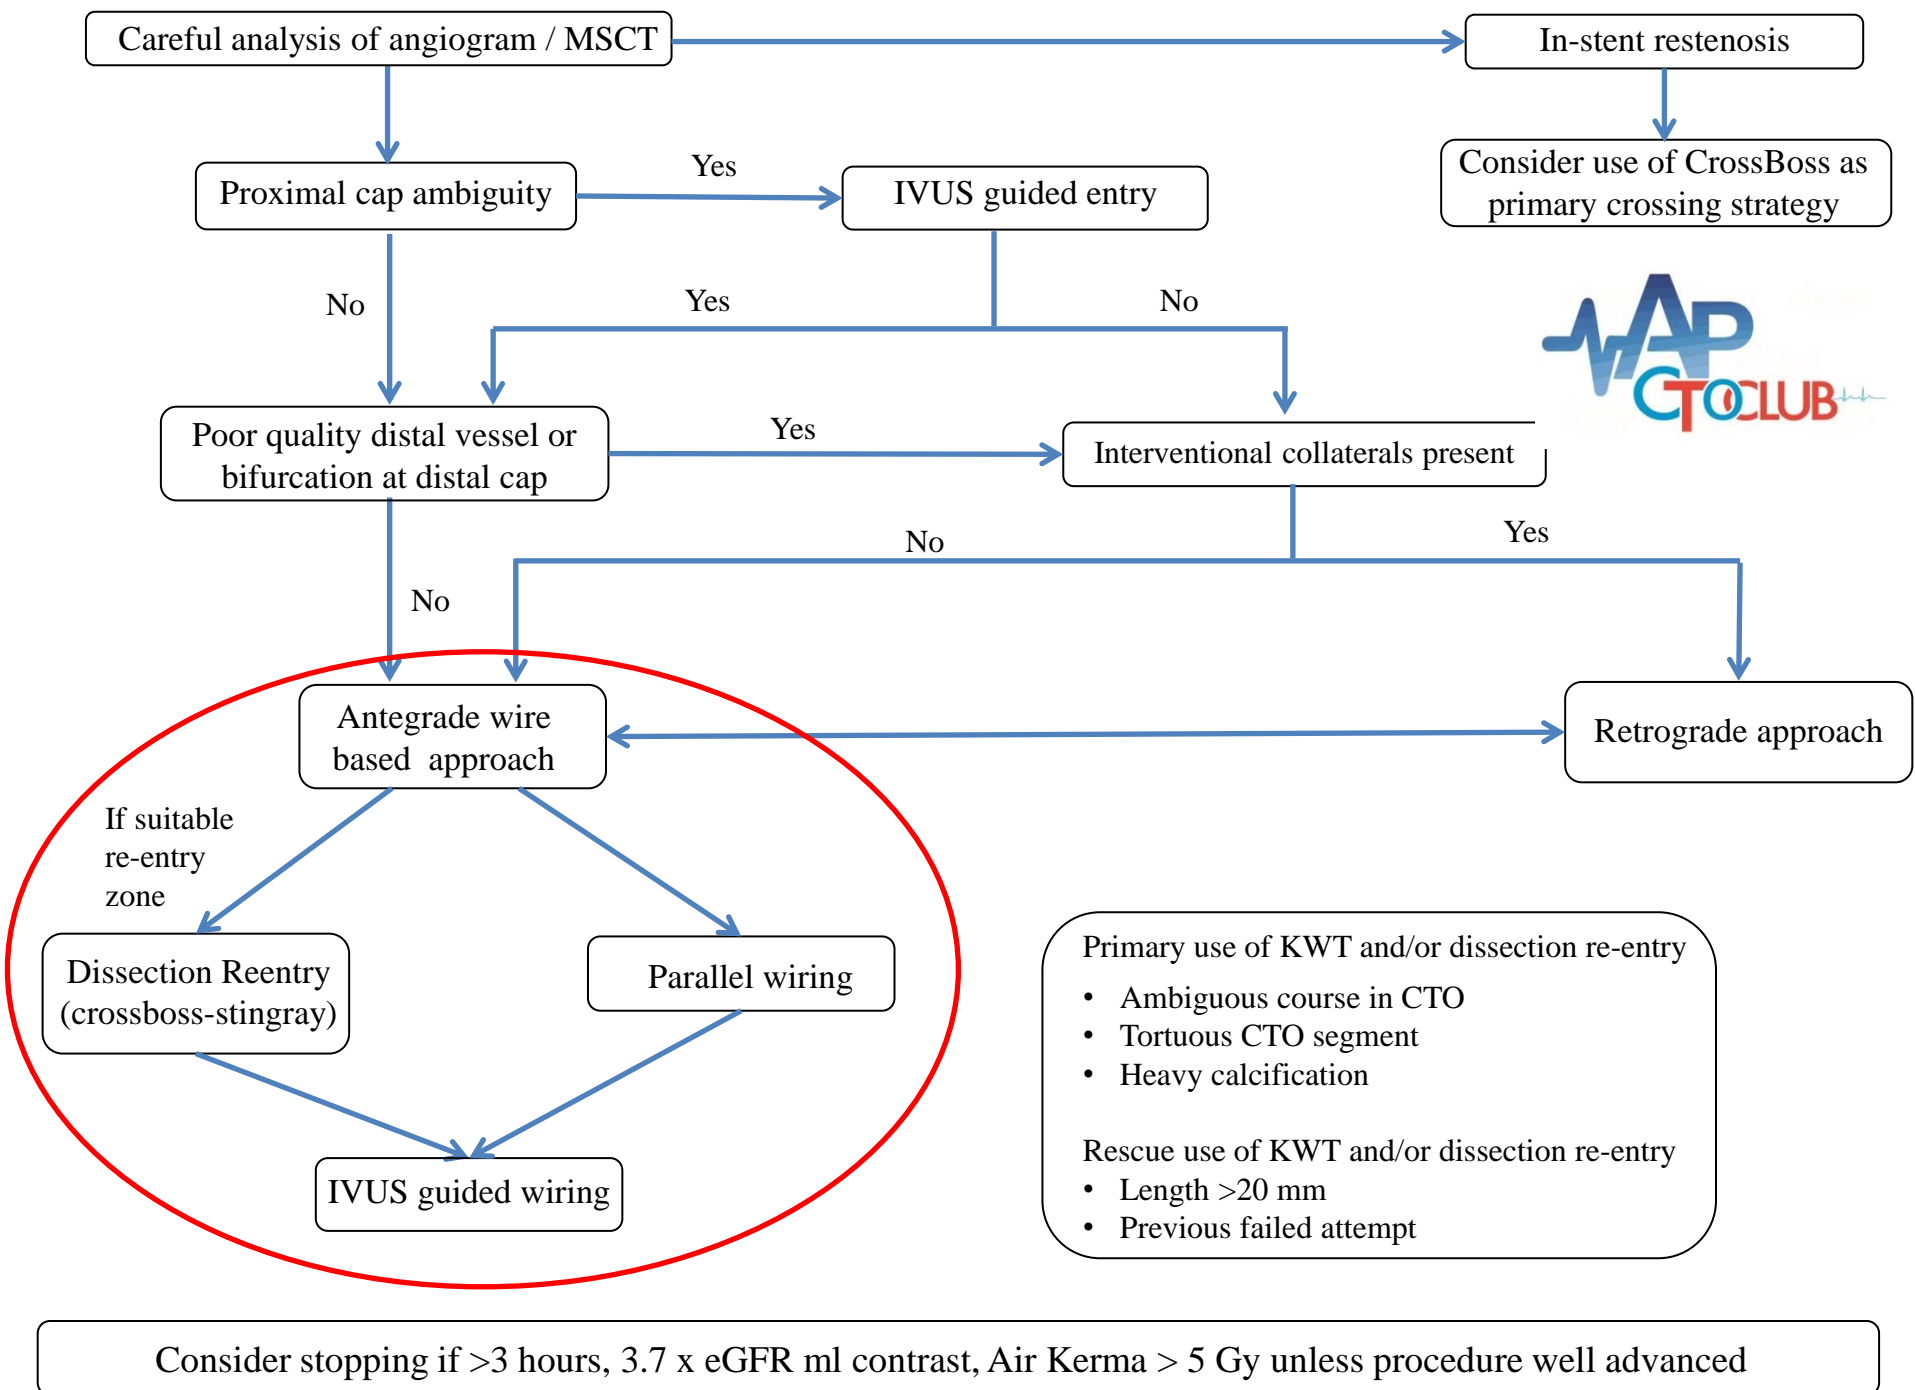 Careful analysis of angiogram / MSCT
In-stent restenosis
Proximal cap ambiguity
Yes
IVUS guided entry
Consider use of CrossBoss as
primary crossing strategy
No
Yes
No
AP
CTOCLUB
Poor quality distal vessel or
bifurcation at distal cap
Yes
Interventional collaterals present
No
Yes
No
Antegrade wire
based approach
Retrograde approach
If suitable
re-entry
zone
Dissection Reentry
(crossboss-stingray)
Parallel wiring
IVUS guided wiring
Primary use of KWT and/or dissection re-entry
• Ambiguous course in CTO
• Tortuous CTO segment
• Heavy calcification
Rescue use of KWT and/or dissection re-entry
• Length >20 mm
• Previous failed attempt
Consider stopping if >3 hours, 3.7 x eGFR ml contrast, Air Kerma > 5 Gy unless procedure well advanced